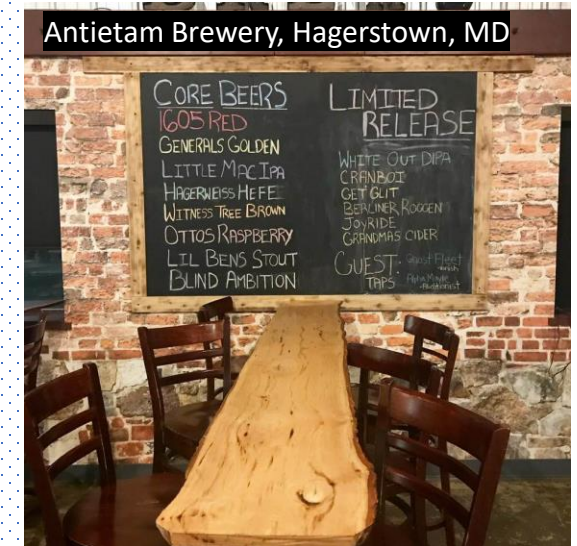 Antietam Brewery, Hagerstown, MD
CORE BEERS
1605 RED
GENERALS GOLDEN
LITTLE MAC IPA
HAGERWEISS HEFE
WITNESS TREE BROWN
OTTOS RASPBERRY
LIL BENS STOUT
BLIND AMBITION
LIMITED
RELEASE
WHITE OUT DIPA
CRANBOI
GET GLIT
BERLINER ROGGEN
JOYRIDE
GRANDMAS CIDER
GUEST:
TAPS